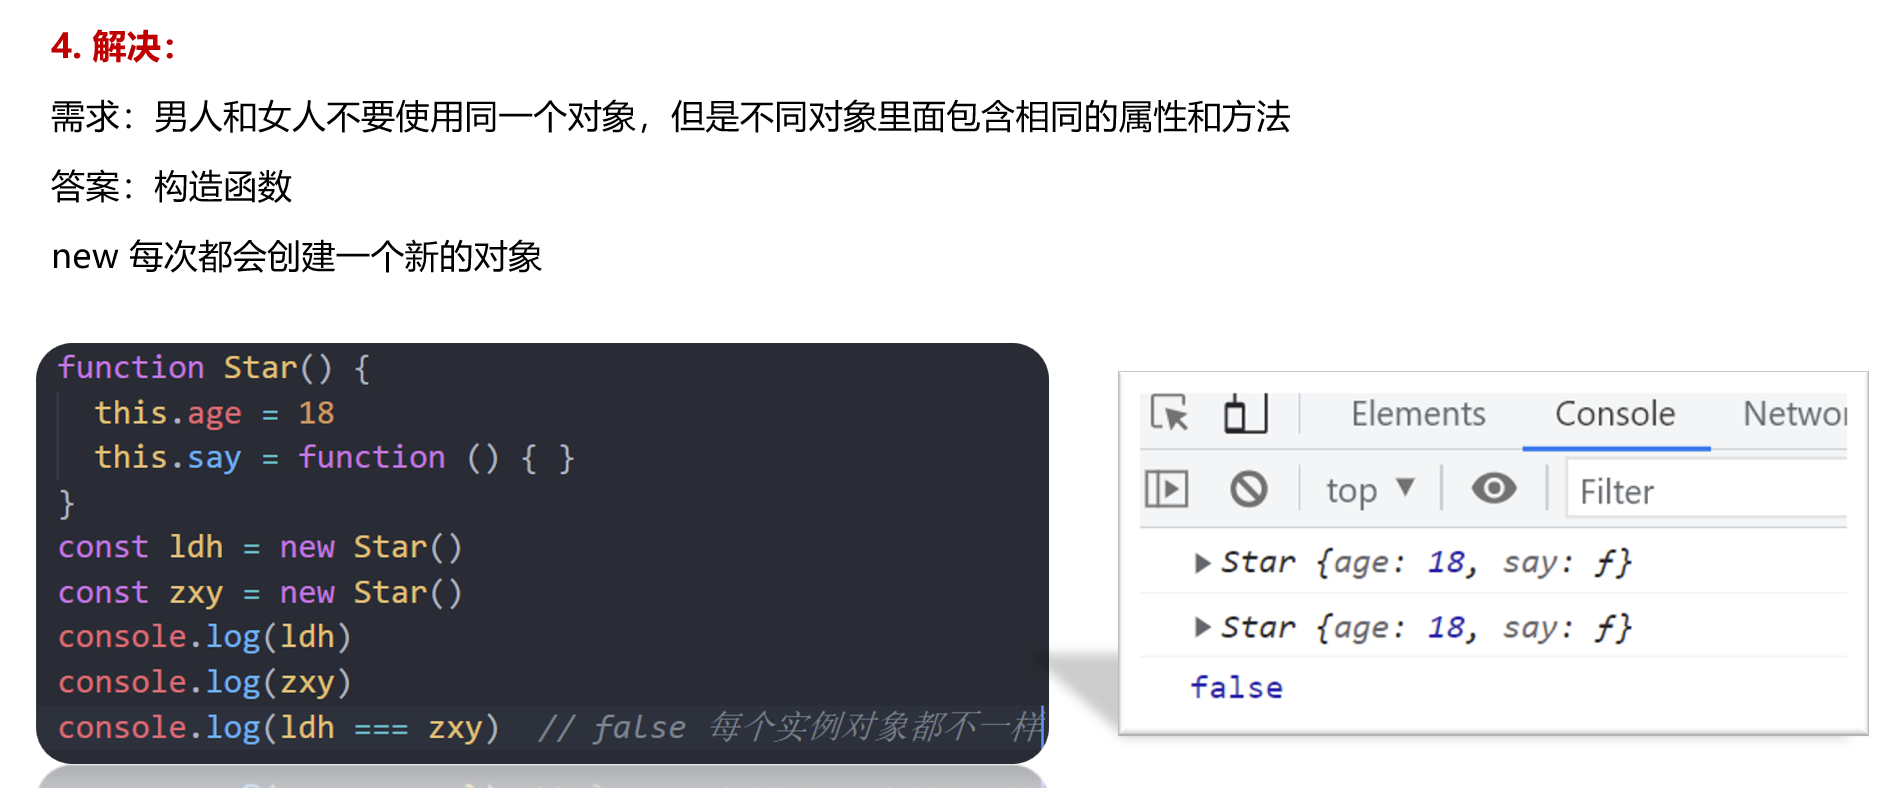 4. 解决：
需求：男人和女人不要使用同一个对象，但是不同对象里面包含相同的属性和方法
答案：构造函数
new 每次都会创建一个新的对象
function Star() {
this.age = 18
this.say = function () { }
}
const ldh = new Star()
const zxy = new Star()
console.log(ldh)
console.log(zxy)
console.log(ldh === zxy)  // false 每个实例对象都不一样
Elements Console Networ
top ▼ Filter
▶ Star {age: 18, say: ƒ}
▶ Star {age: 18, say: ƒ}
false